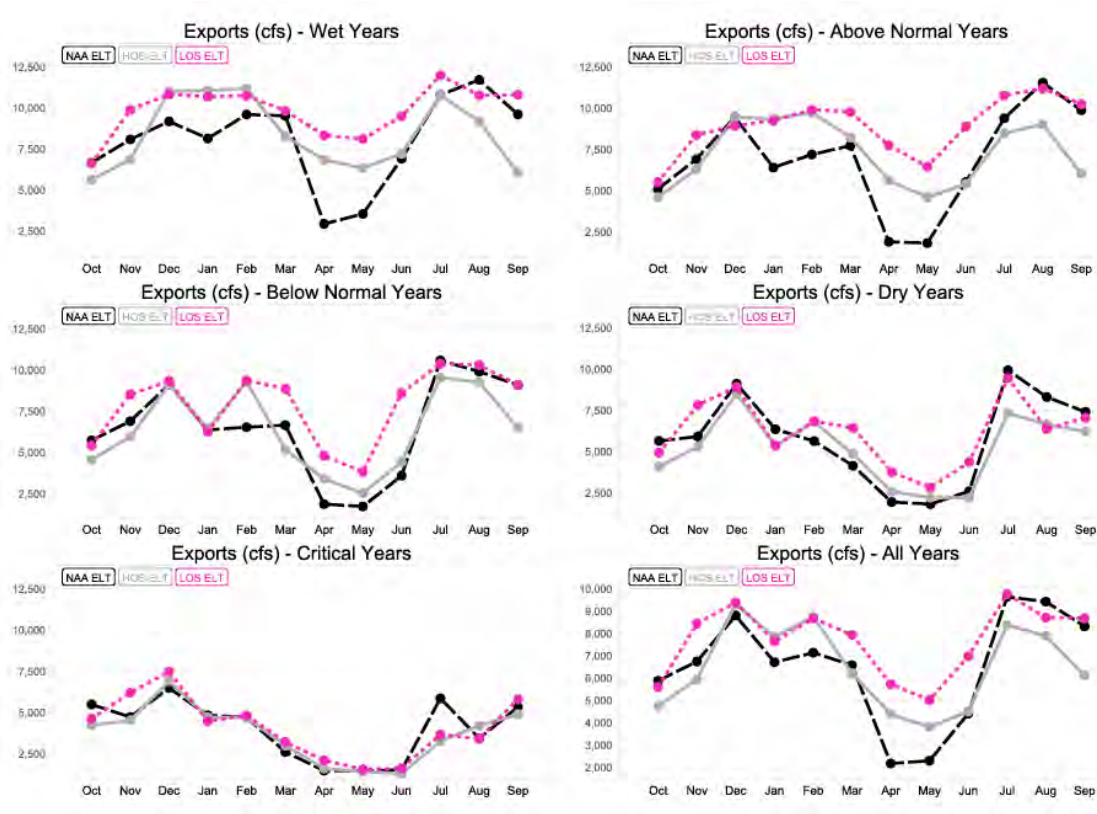 Exports (cfs) - Wet Years
NAA ELT HOS ELT LOS ELT
12,500
10,000
7,500
5,000
2,500
Oct Nov Dec Jan Feb Mar Apr May Jun Jul Aug Sep
Exports (cfs) - Above Normal Years
NAA ELT HOS ELT LOS ELT
12,500
10,000
7,500
5,000
2,500
Oct Nov Dec Jan Feb Mar Apr May Jun Jul Aug Sep
Exports (cfs) - Below Normal Years
NAA ELT HOS ELT LOS ELT
12,500
10,000
7,500
5,000
2,500
Oct Nov Dec Jan Feb Mar Apr May Jun Jul Aug Sep
Exports (cfs) - Dry Years
NAA ELT HOS ELT LOS ELT
12,500
10,000
7,500
5,000
2,500
Oct Nov Dec Jan Feb Mar Apr May Jun Jul Aug Sep
Exports (cfs) - Critical Years
NAA ELT HOS ELT LOS ELT
12,500
10,000
7,500
5,000
2,500
Oct Nov Dec Jan Feb Mar Apr May Jun Jul Aug Sep
Exports (cfs) - All Years
NAA ELT HOS ELT LOS ELT
10,000
9,000
8,000
7,000
6,000
5,000
4,000
3,000
2,000
Oct Nov Dec Jan Feb Mar Apr May Jun Jul Aug Sep